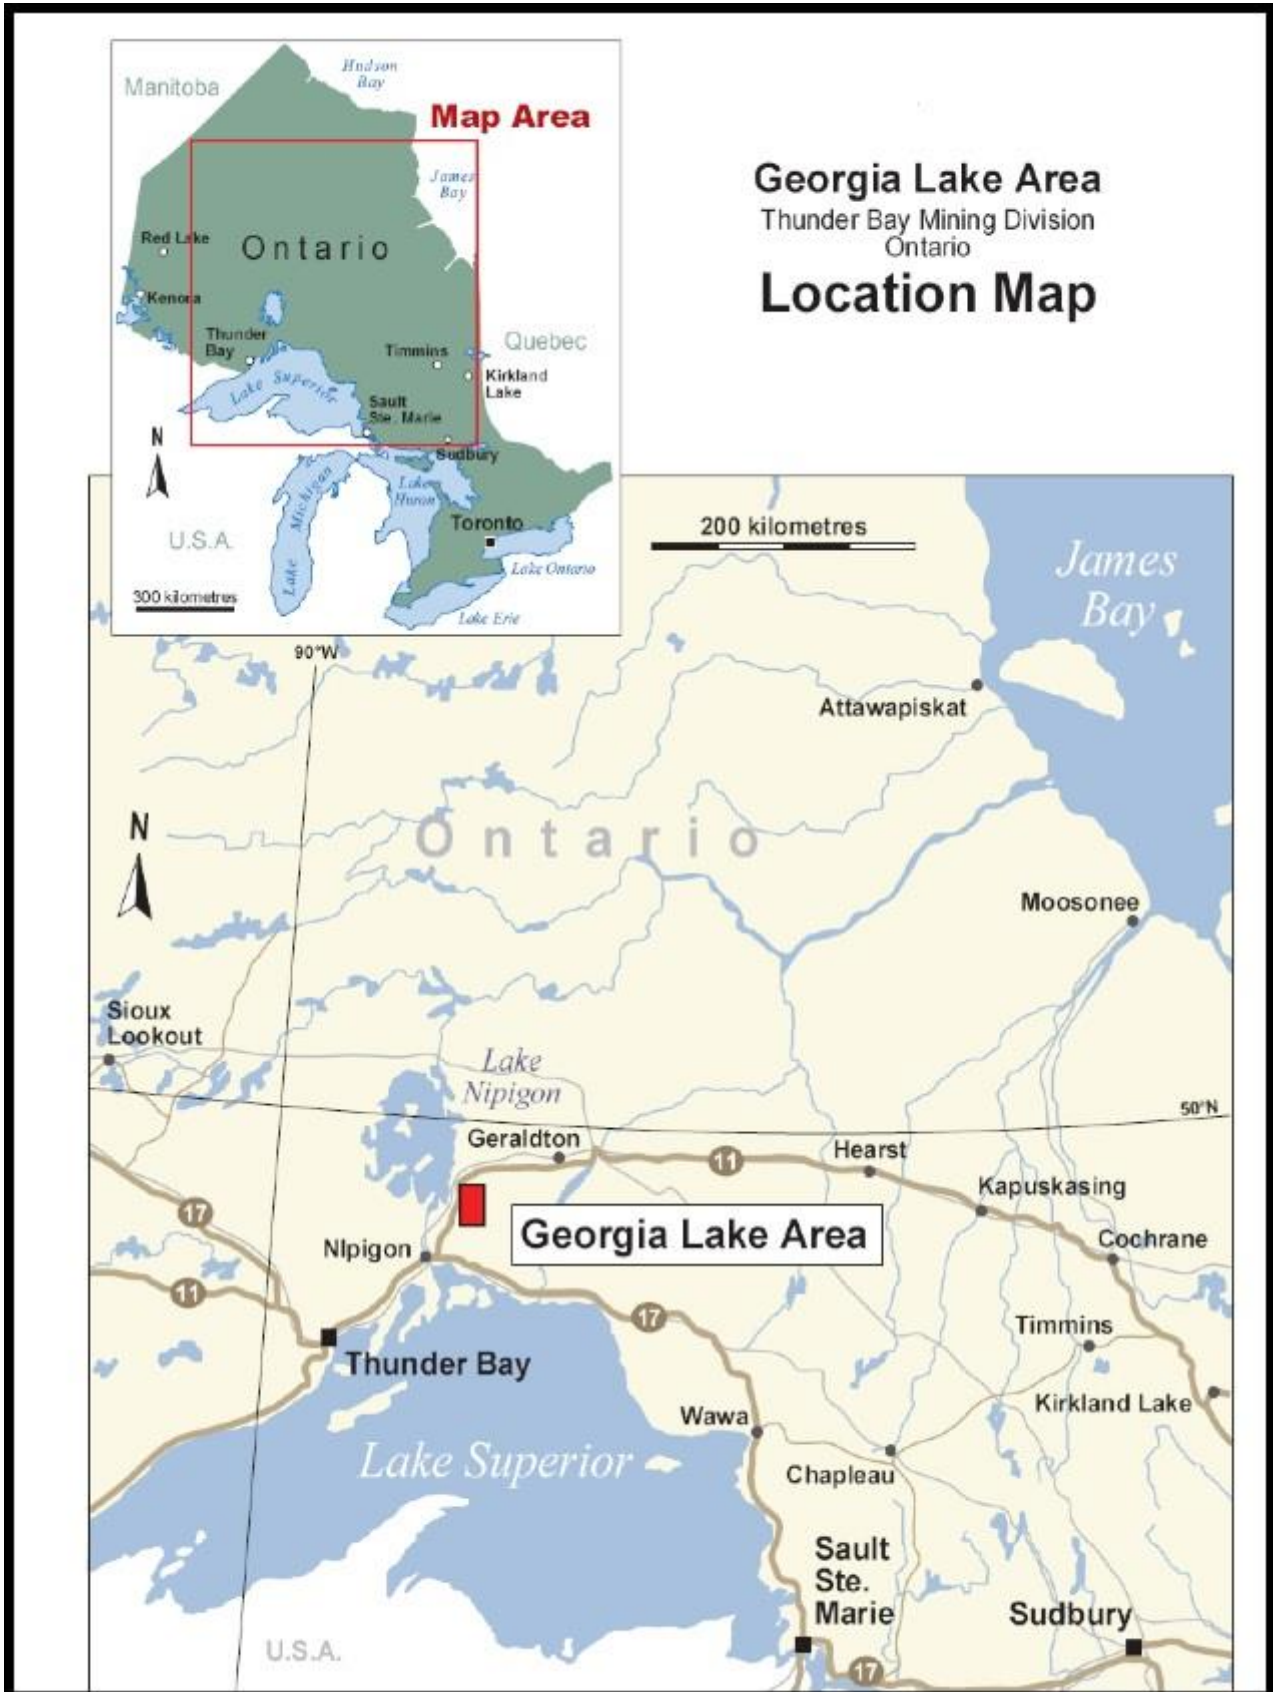 Manitoba
Hudson
Bay
Map Area
James
Bay
Red Lake
Ontario
Kenora
Thunder
Bay
Timmins
Quebec
Kirkland
Lake
Lake Superior
Sault
Ste. Marie
N
Sudbury
Lake Michigan
Lake
Huron
Toronto
U.S.A.
Lake Ontario
300 kilometres
Lake Erie
Georgia Lake Area
Thunder Bay Mining Division
Ontario
Location Map
200 kilometres
James
Bay
90°W
Attawapiskat
N
Ontario
Moosonee
Sioux
Lookout
Lake
Nipigon
50°N
Geraldton
11
Hearst
Kapuskasing
17
Georgia Lake Area
NIpigon
Cochrane
11
17
Timmins
Thunder Bay
Kirkland Lake
Wawa
Lake Superior
Chapleau
Sault
Ste.
Marie
Sudbury
U.S.A.
17